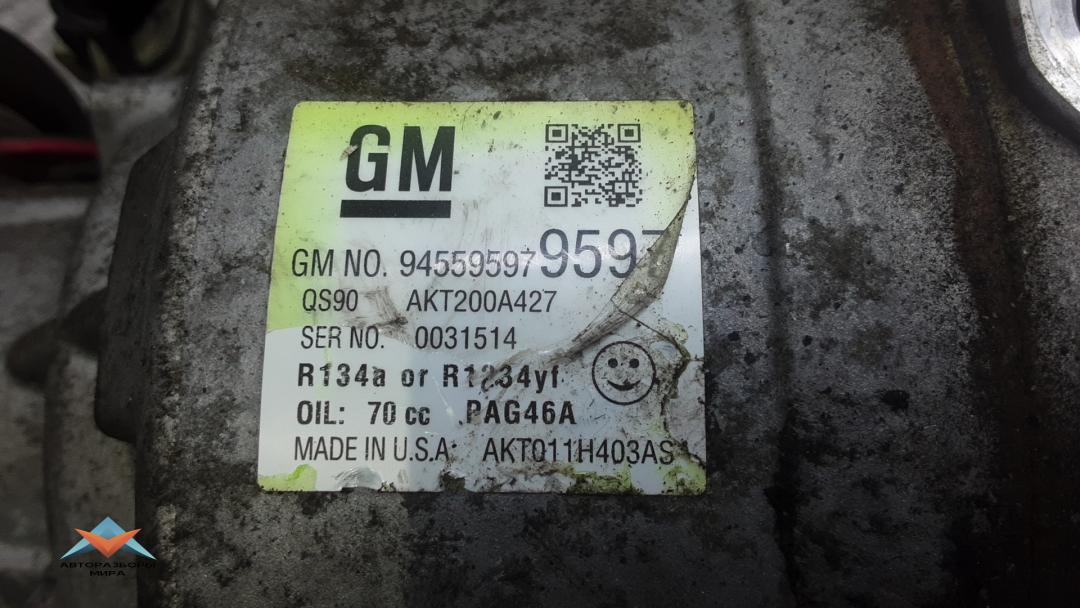 GM
GM NO. 94559597 9597
QS90 AKT200A427
SER NO. 0031514
R134a or R1234yf
OIL: 70 cc PAG46A
MADE IN U.S.A. AKT011H403AS
АВТОРАЗБОРЫ
МИРА